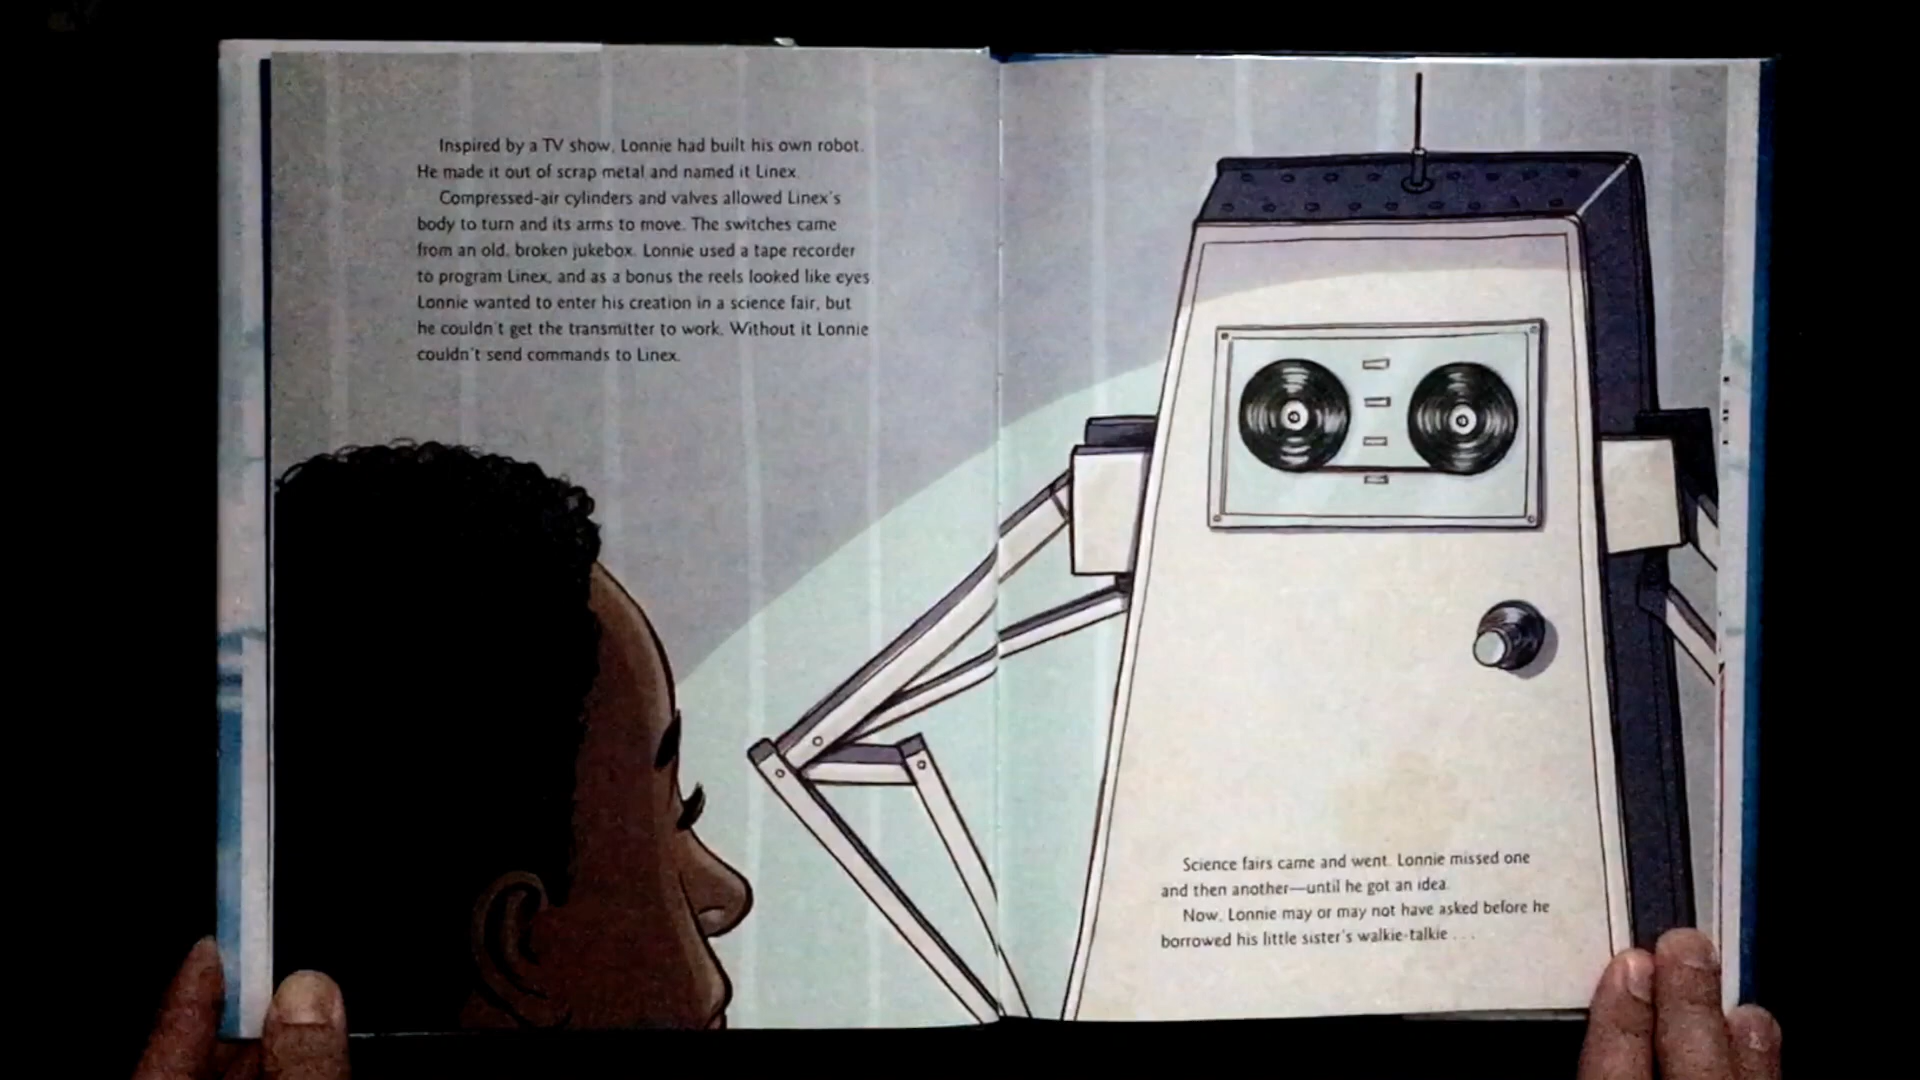 Inspired by a TV show, Lonnie had built his own robot.
He made it out of scrap metal and named it Linex.
Compressed-air cylinders and valves allowed Linex's
body to turn and its arms to move. The switches came
from an old, broken jukebox. Lonnie used a tape recorder
to program Linex, and as a bonus the reels looked like eyes.
Lonnie wanted to enter his creation in a science fair, but
he couldn't get the transmitter to work. Without it Lonnie
couldn't send commands to Linex.
Science fairs came and went. Lonnie missed one
and then another—until he got an idea.
Now, Lonnie may or may not have asked before he
borrowed his little sister's walkie-talkie . . .